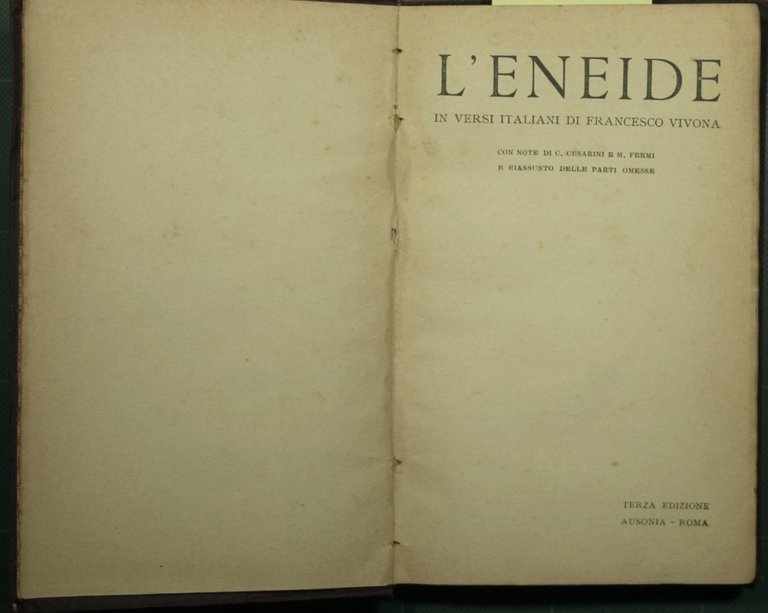 L'ENEIDE
IN VERSI ITALIANI DI FRANCESCO VIVONA
CON NOTE DI C. CESARINI E M. FERMI
E RIASSUNTO DELLE PARTI OMESSE
TERZA EDIZIONE
AUSONIA - ROMA